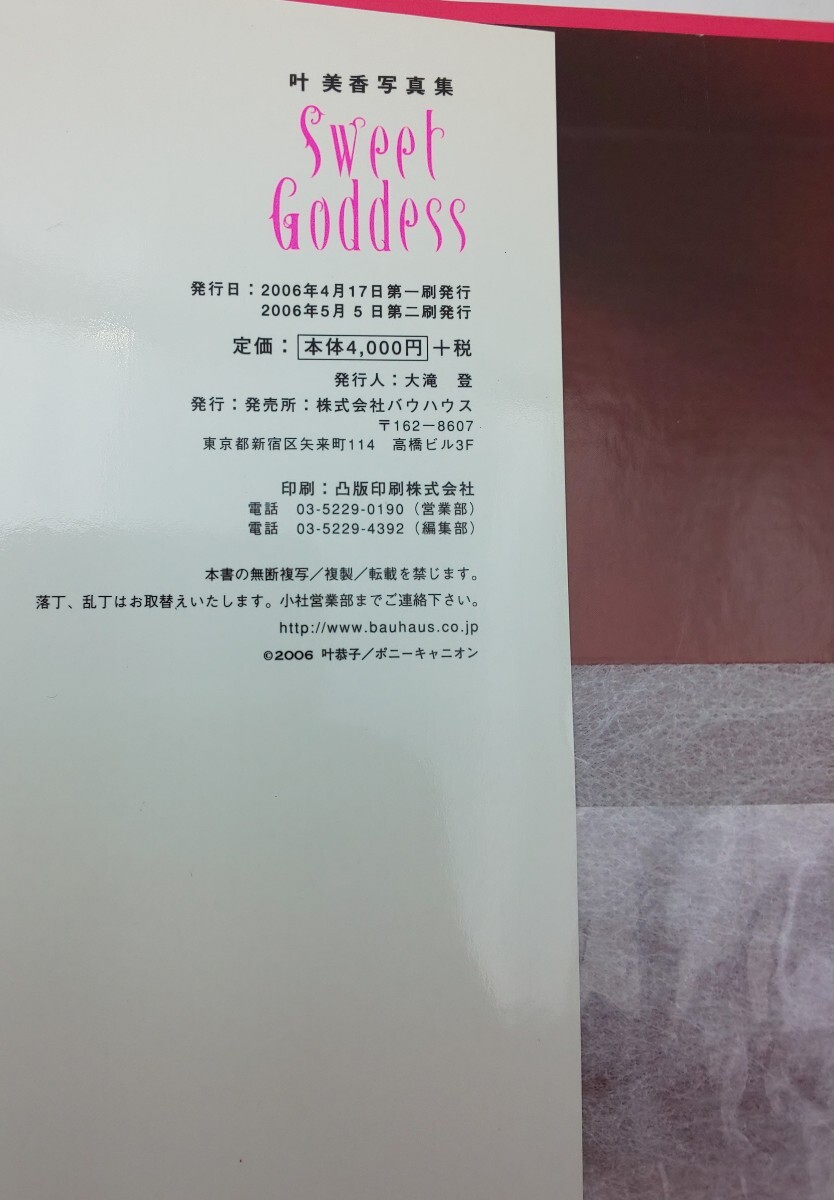 叶 美香写真集
Sweet
Goddess
発行日：2006年4月17日第一刷発行
2006年5月5日第二刷発行
定価：本体4,000円＋税
発行人：大滝 登
発行：発売所：株式会社バウハウス
〒162－8607
東京都新宿区矢来町114 高橋ビル3F
印刷：凸版印刷株式会社
電話 03-5229-0190（営業部）
電話 03-5229-4392（編集部）
本書の無断複写／複製／転載を禁じます。
落丁、乱丁はお取替えいたします。小社営業部までご連絡下さい。
http://www.bauhaus.co.jp
©2006 叶恭子／ポニーキャニオン